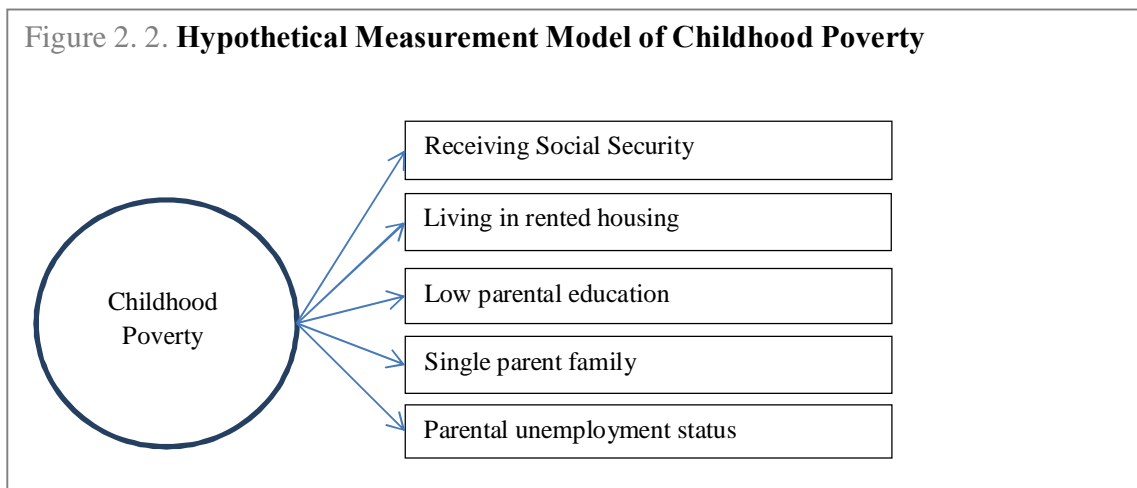 Figure 2. 2. Hypothetical Measurement Model of Childhood Poverty
Receiving Social Security
Living in rented housing
Low parental education
Childhood
Poverty
Single parent family
Parental unemployment status